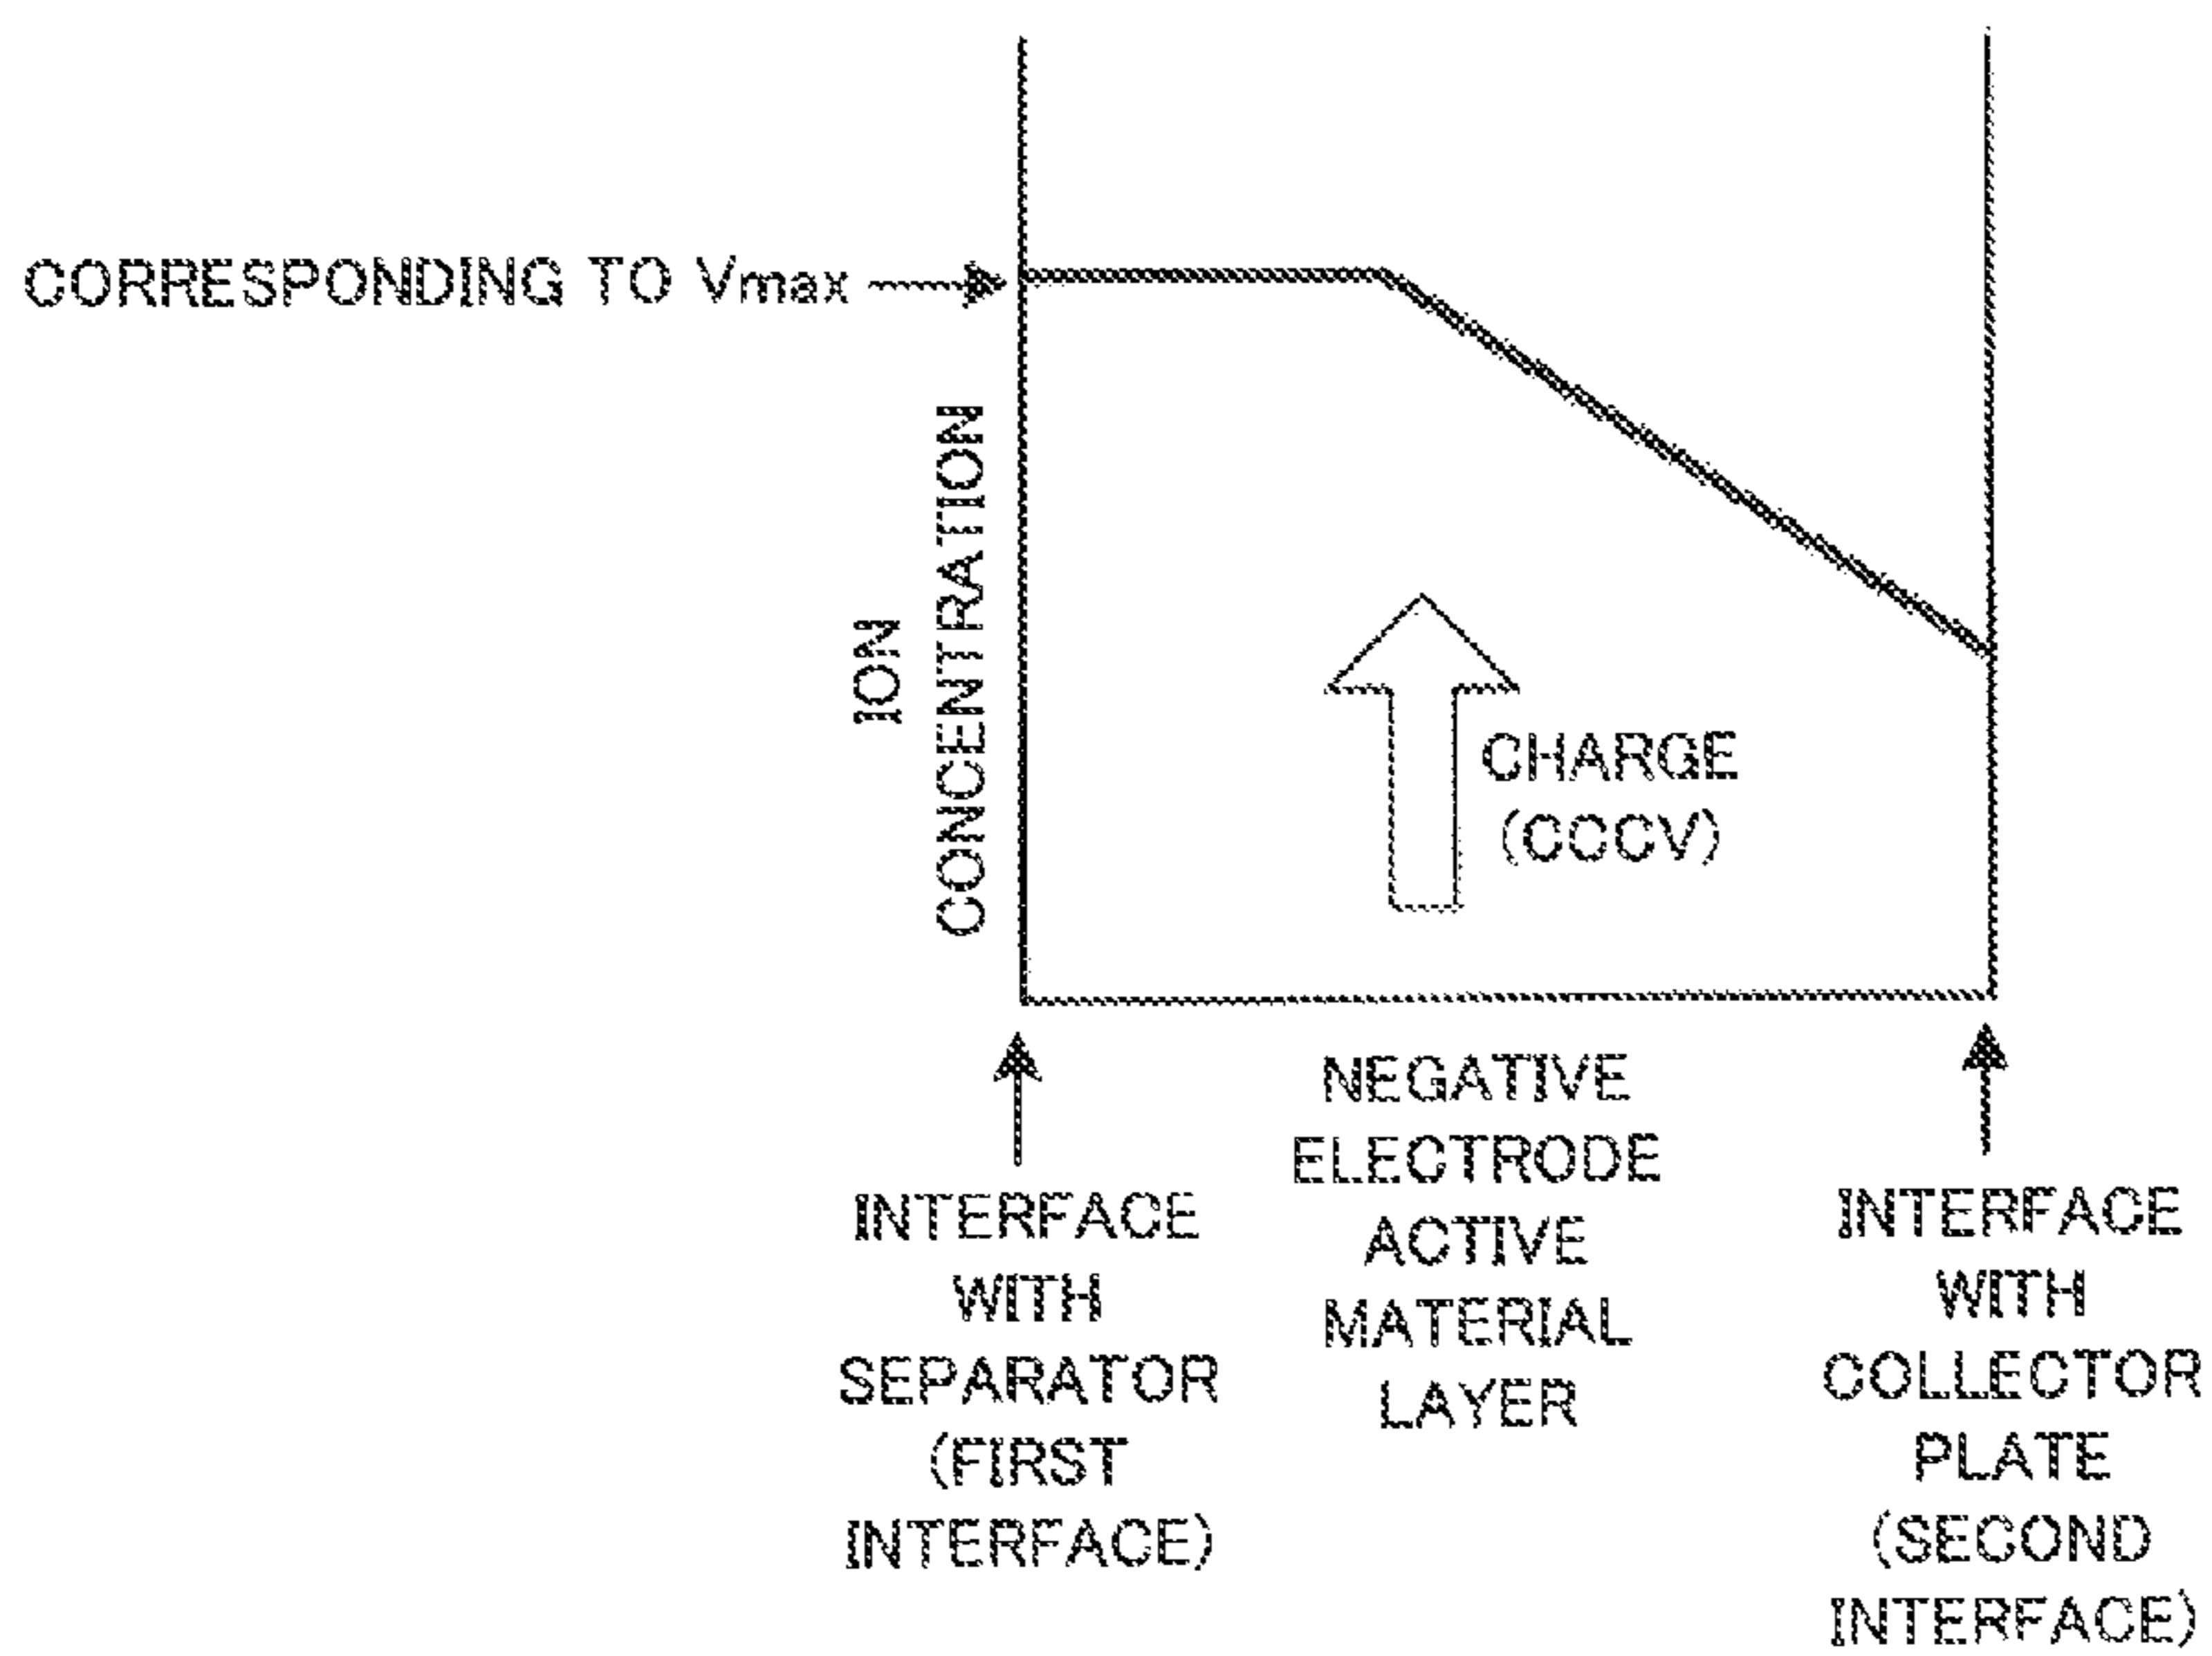 CORRESPONDING TO Vmax
ION
CONCENTRATION
CHARGE
(CCCV)
INTERFACE
WITH
SEPARATOR
(FIRST
INTERFACE)
NEGATIVE
ELECTRODE
ACTIVE
MATERIAL
LAYER
INTERFACE
WITH
COLLECTOR
PLATE
(SECOND
INTERFACE)